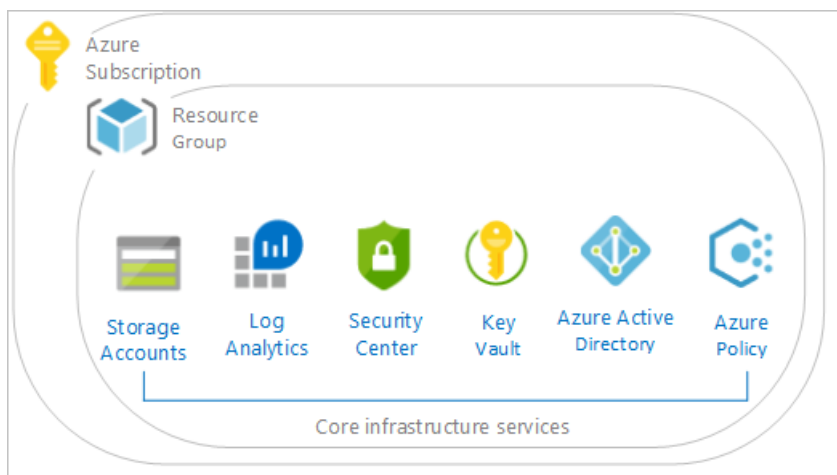 Azure
Subscription
Resource
Group
Storage
Accounts
Log
Analytics
Security
Center
Key
Vault
Azure Active
Directory
Azure
Policy
Core infrastructure services